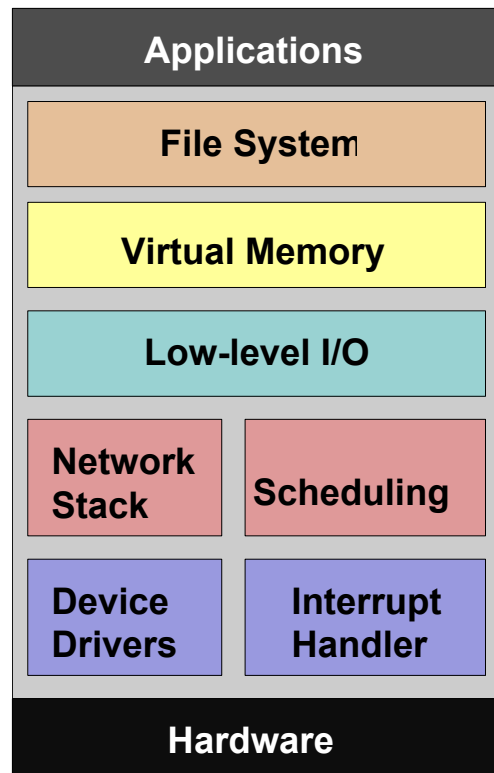 Applications
File System
Virtual Memory
Low-level I/O
Network
Stack
Scheduling
Device
Drivers
Interrupt
Handler
Hardware